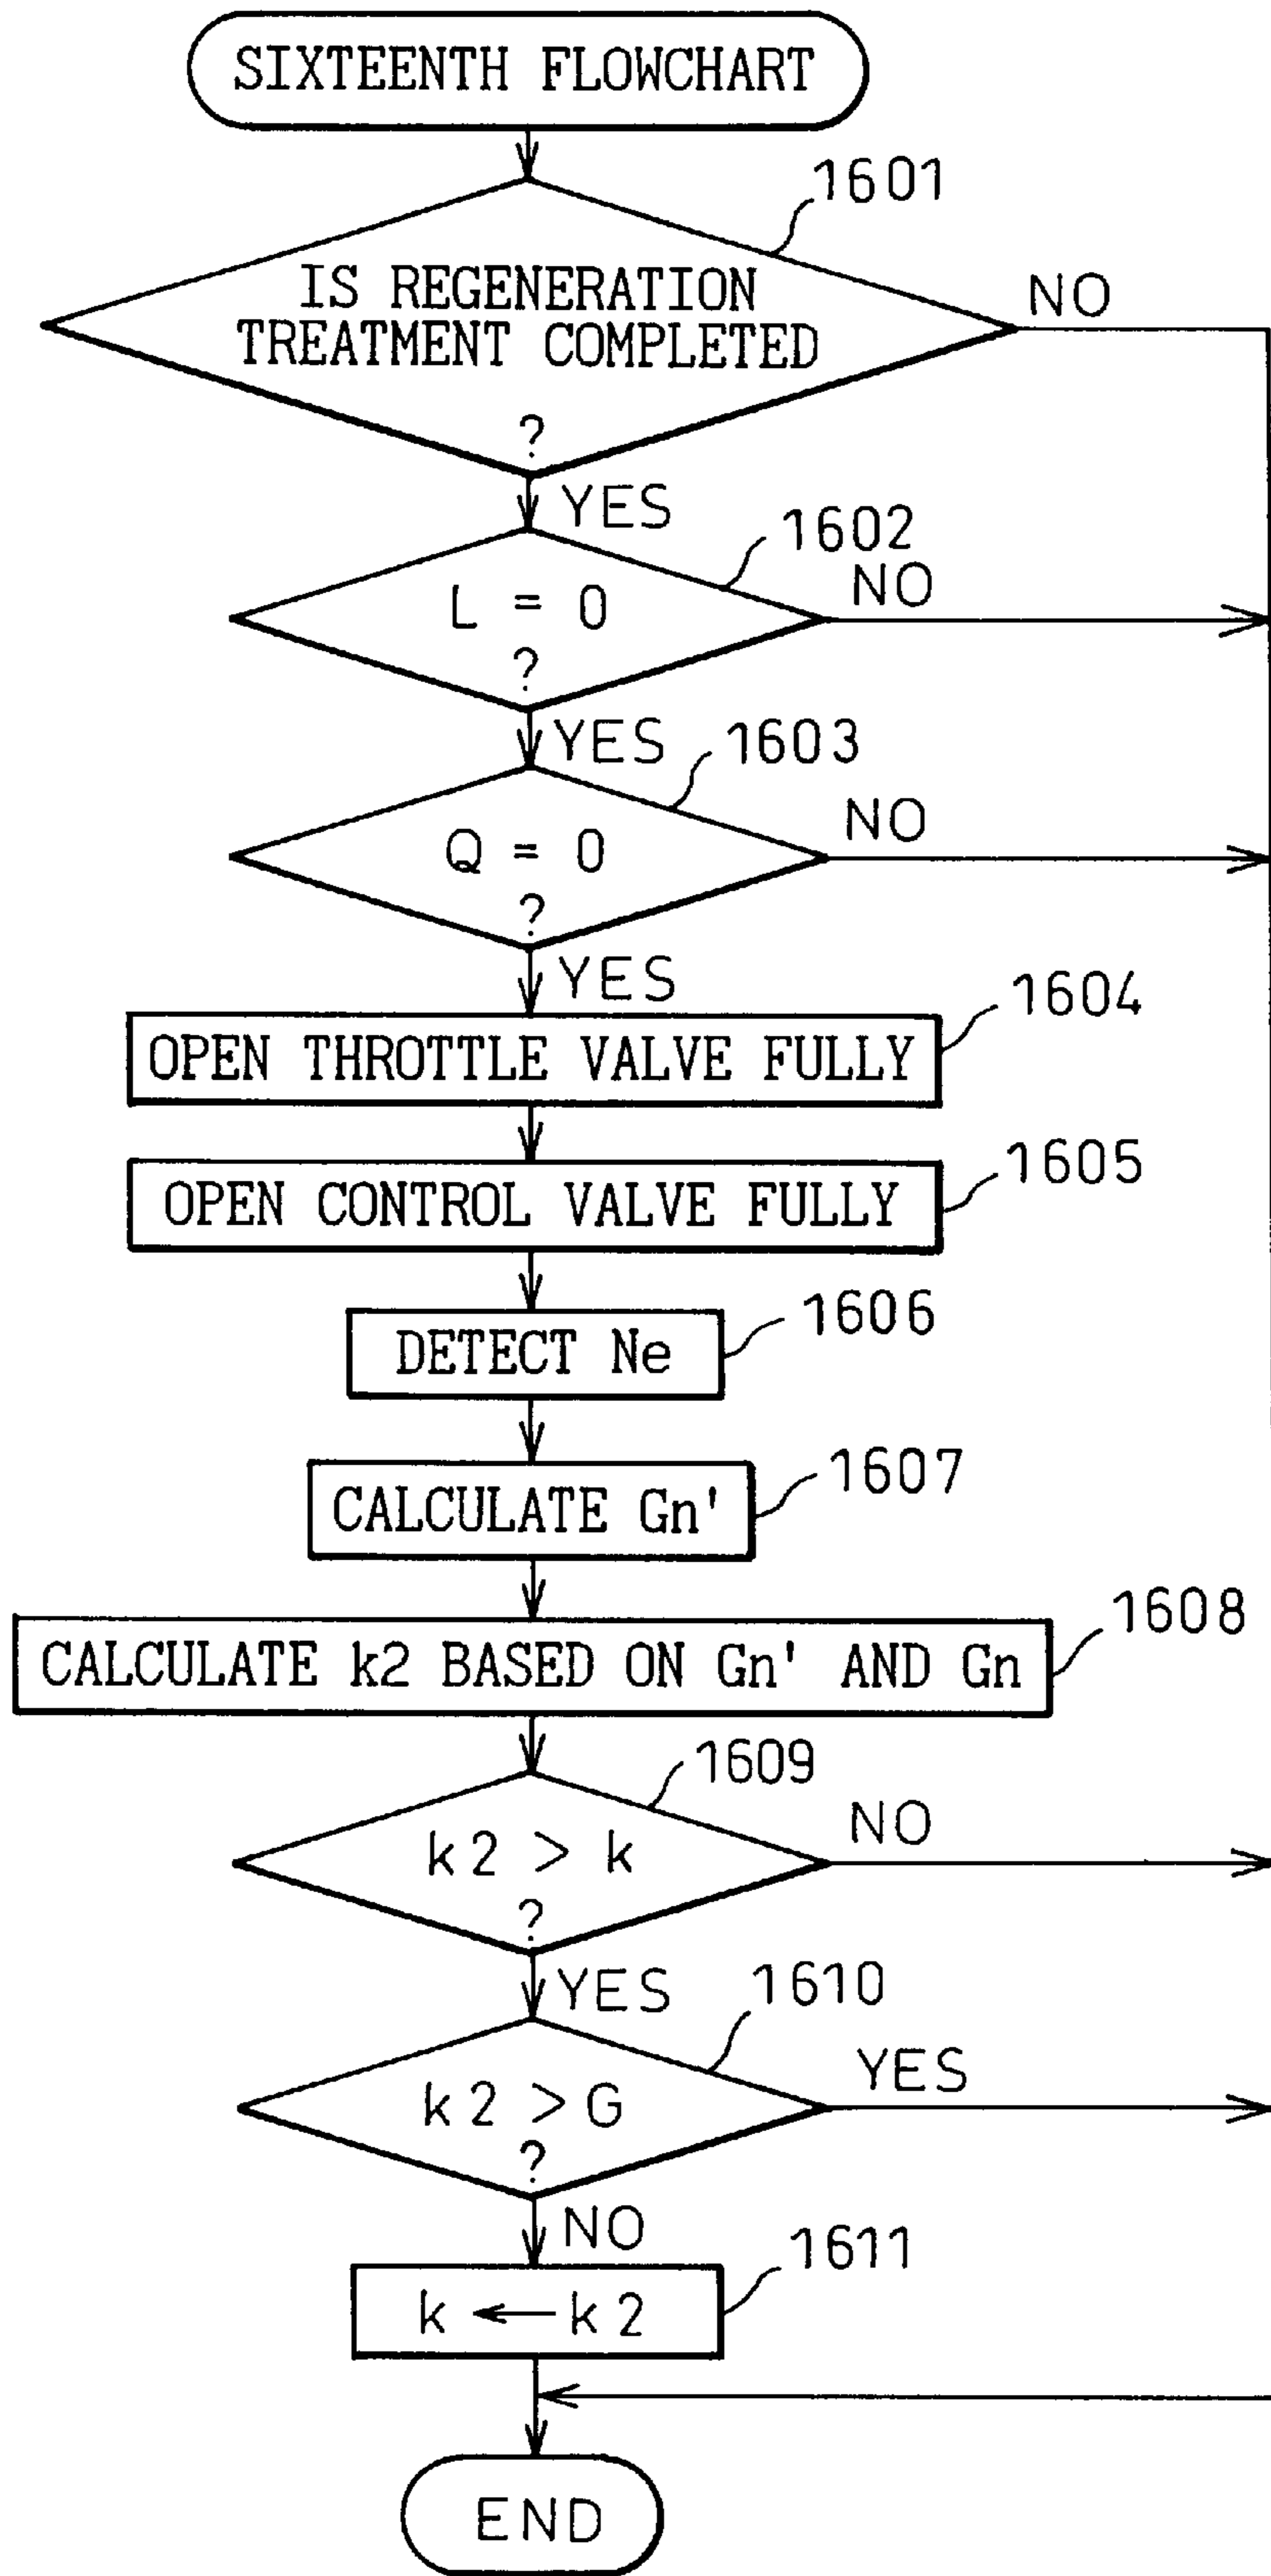 SIXTEENTH FLOWCHART
1601
IS REGENERATION
TREATMENT COMPLETED
?
NO
YES
1602
L = 0
?
NO
YES
1603
Q = 0
?
NO
YES
1604
OPEN THROTTLE VALVE FULLY
1605
OPEN CONTROL VALVE FULLY
1606
DETECT Ne
1607
CALCULATE Gn'
1608
CALCULATE k2 BASED ON Gn' AND Gn
1609
k2 > k
?
NO
YES
1610
k2 > G
?
YES
NO
1611
k ← k2
END